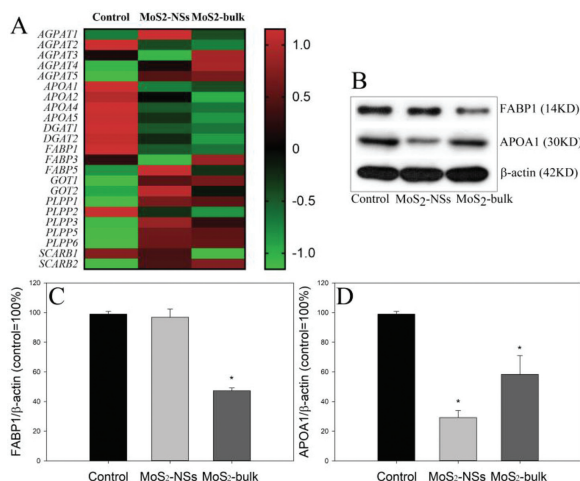 A
Control MoS2-NSs MoS2-bulk
AGPAT1
AGPAT2
AGPAT3
AGPAT4
AGPAT5
APOA1
APOA2
APOA4
APOA5
DGAT1
DGAT2
FABP1
FABP3
FABP5
GOT1
GOT2
PLPP1
PLPP2
PLPP3
PLPP5
PLPP6
SCARB1
SCARB2
1.0
0.5
0
-0.5
-1.0
B
FABP1 (14KD)
APOA1 (30KD)
β-actin (42KD)
Control MoS2-NSs MoS2-bulk
C
FABP1/β-actin (control=100%)
120
100
80
60
40
20
0
*
Control MoS2-NSs MoS2-bulk
D
APOA1/β-actin (control=100%)
120
100
80
60
40
20
0
*
*
Control MoS2-NSs MoS2-bulk